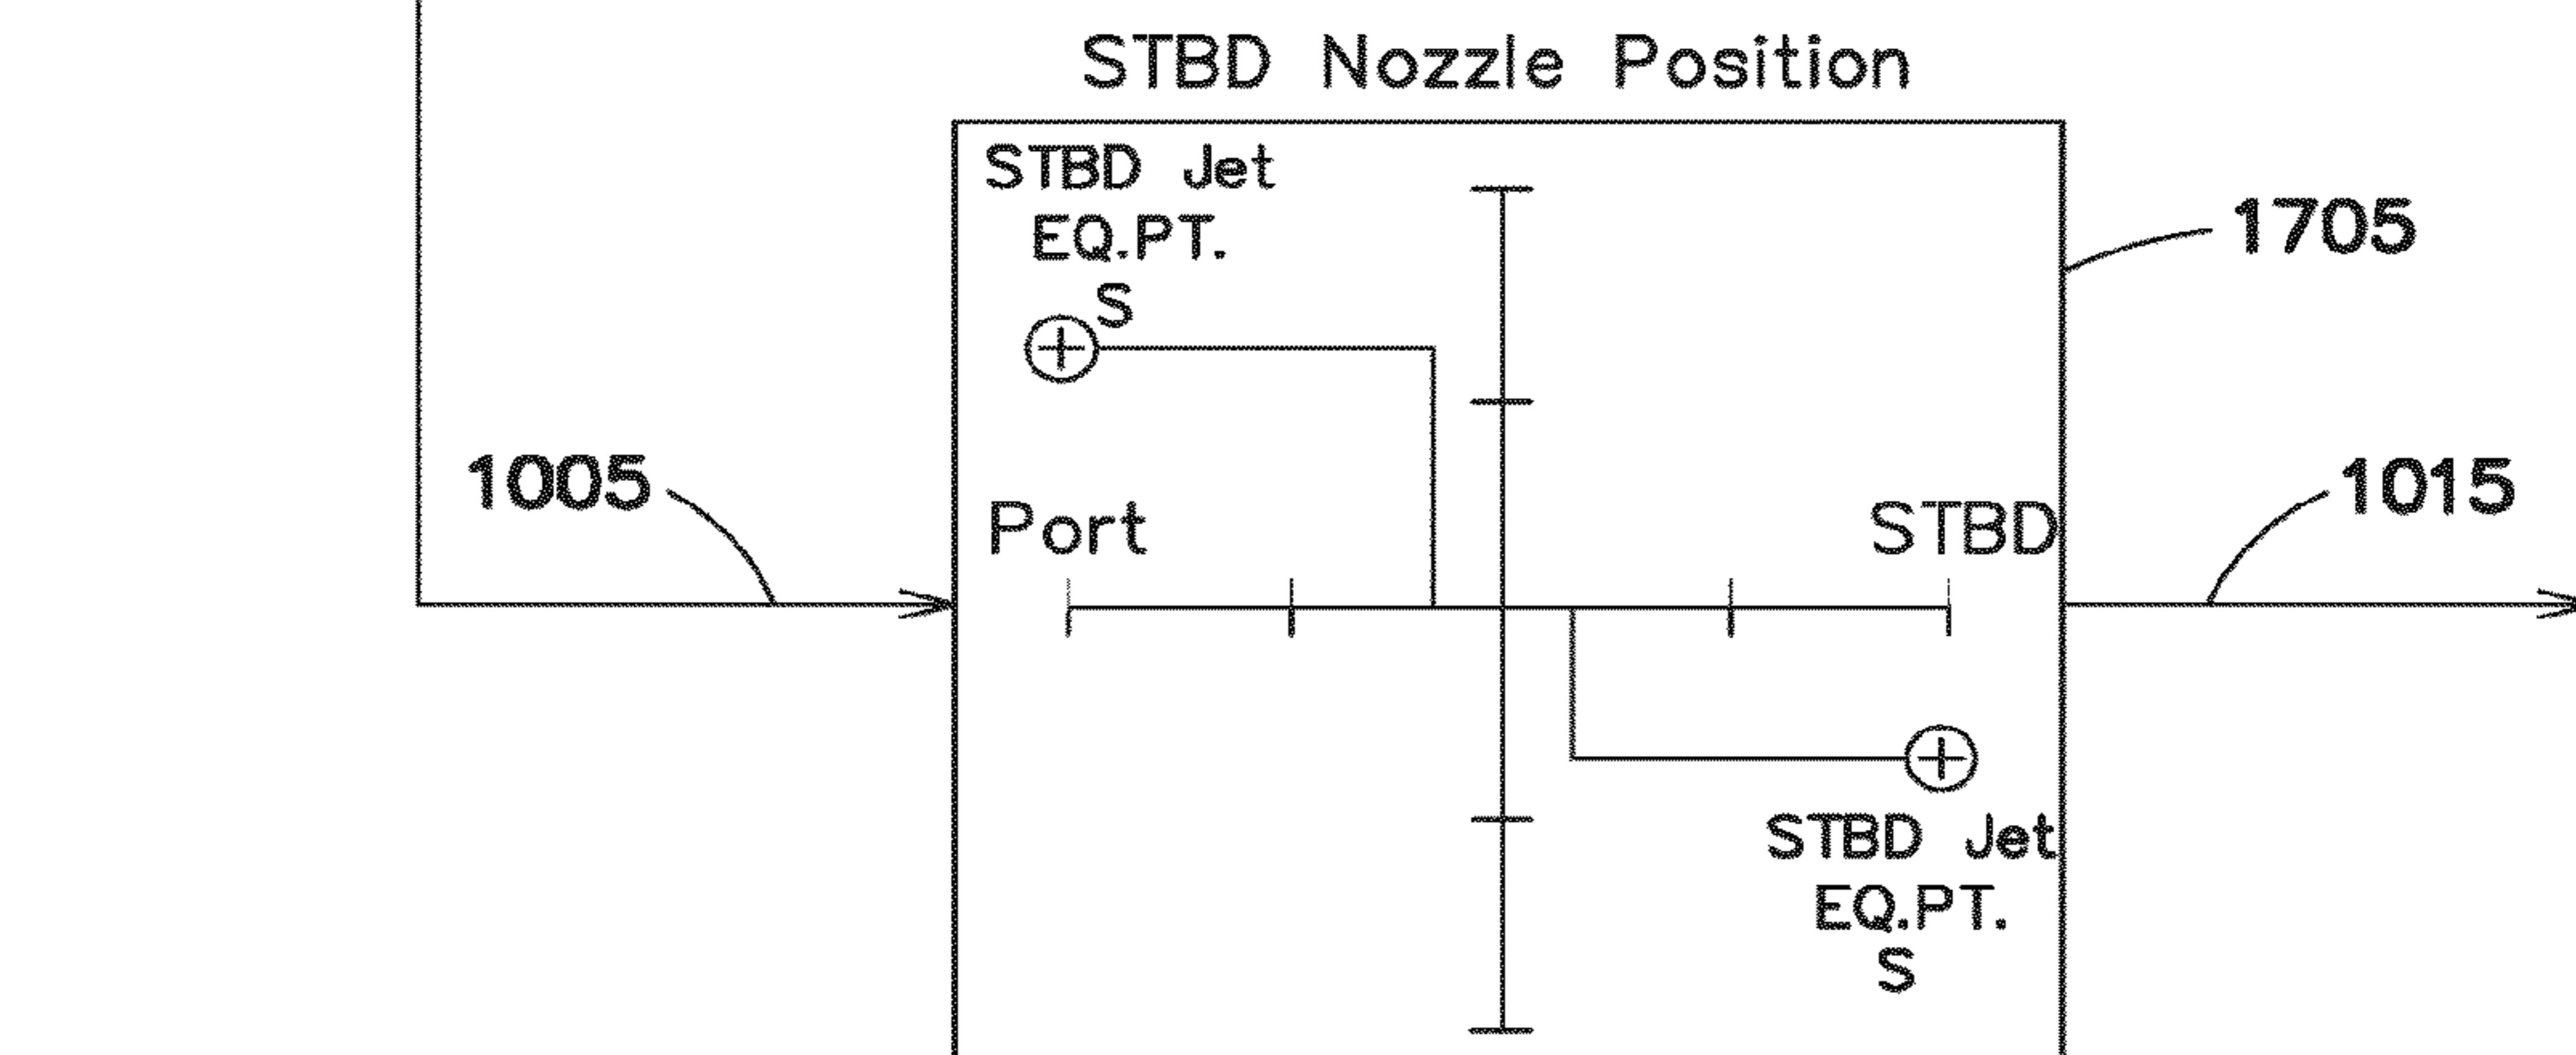 STBD Nozzle Position
STBD Jet
EQ.PT.
S
1705
1005
1015
Port
STBD
STBD Jet
EQ.PT.
S